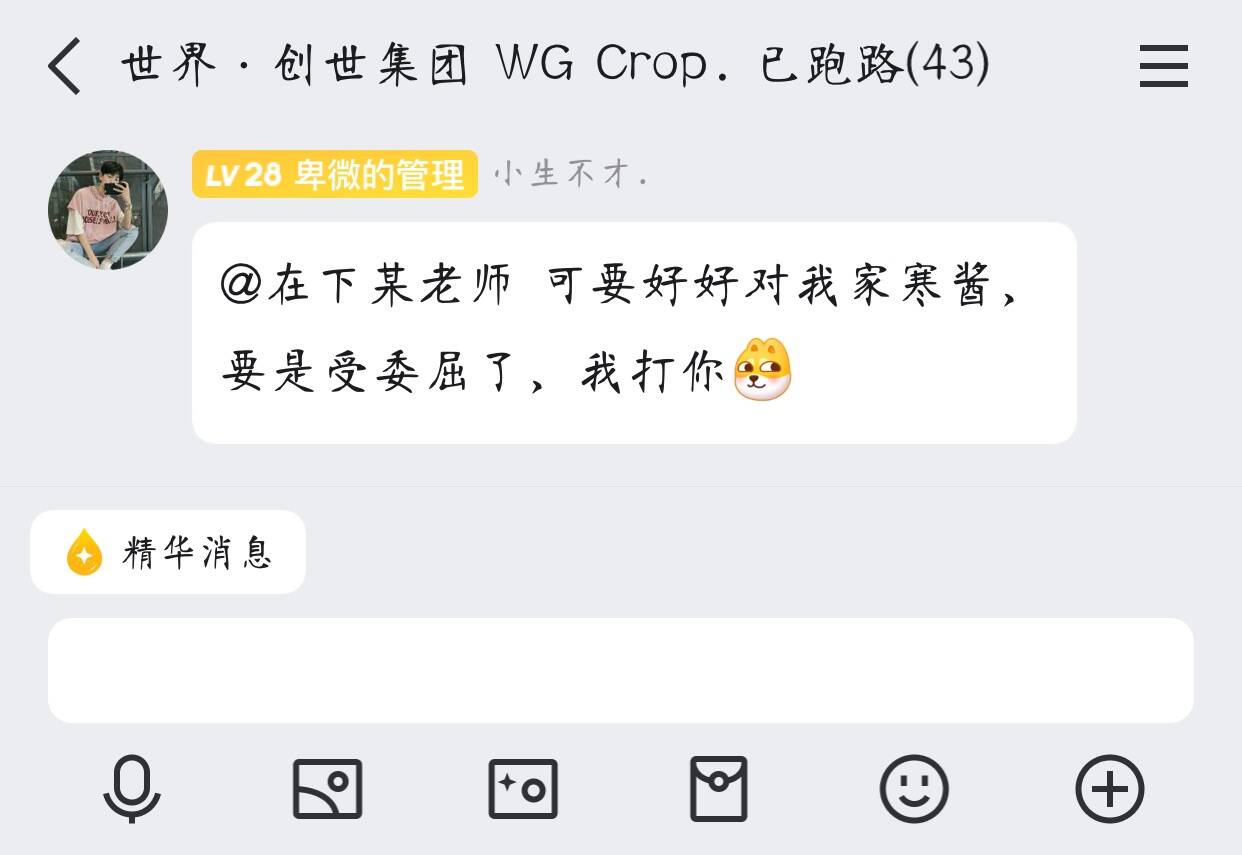 世界·创世集团 WG Crop. 已跑路(43)
LV28 卑微的管理 小生不才.
@在下某老师 可要好好对我家寒酱，
要是受委屈了，我打你
精华消息